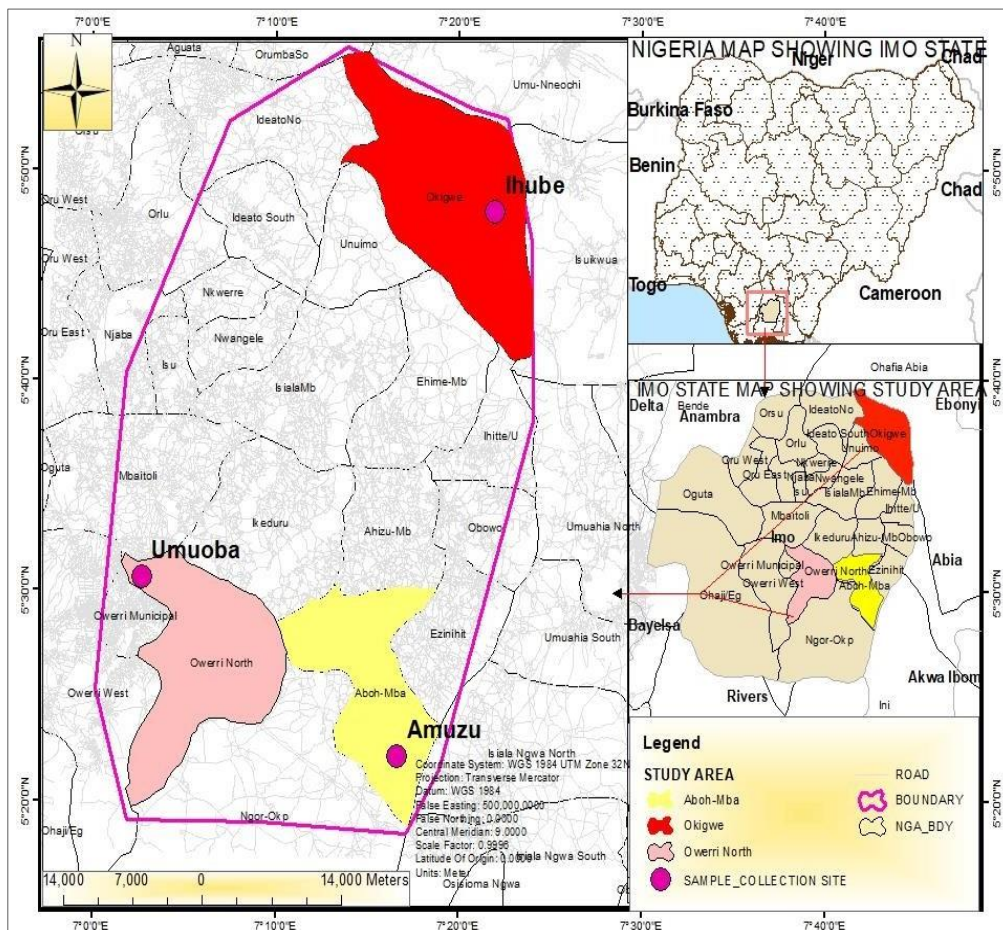 7°0'0"E
7°10'0"E
7°20'0"E
7°30'0"E
7°40'0"E
N
Aguata
OrumbaSo
Umu-Nneochi
IdeatoNo
5°50'0"N
Oru West
Orlu
Ideato South
Okigwe
Ihube
Unuimo
Oru West
Isuikwua
Nkwerre
Oru East
Njaba
Nwangele
Isu
5°40'0"N
IsialaMb
Ehime-Mb
Ihitte/U
Oguta
Mbaitoli
Ikeduru
Ahizu-Mb
Obowo
Umuahia North
Umuoba
5°30'0"N
Owerri Municipal
Ezinihit
Umuahia South
Owerri North
Owerri West
Aboh-Mba
Amuzu
Isiala Ngwa North
Coordinate System: WGS 1984 UTM Zone 32N
Projection: Transverse Mercator
Datum: WGS 1984
False Easting: 500,000.0000
False Northing: 0.0000
Central Meridian: 9.0000
Scale Factor: 0.9996
Latitude Of Origin: 0.0000
Units: Meter
5°20'0"N
Ohaji/Eg
Ngor-Okp
Isiala Ngwa South
Osisioma Ngwa
14,000 7,000 0 14,000 Meters
7°0'0"E
7°10'0"E
7°20'0"E
7°30'0"E
7°40'0"E
NIGERIA MAP SHOWING IMO STATE
Niger
Chad
Burkina Faso
Benin
5°50'0"N
Chad
Togo
Cameroon
Ohafia Abia
5°40'0"N
IMO STATE MAP SHOWING STUDY AREA
Delta
Bende
Anambra
Ebonyi
Orsu
IdeatoNo
Orlu
Ideato South
Okigwe
Unuimo
Oru West
Nkwerre
Oru East
Njaba
Nwangele
Isu
IsialaMb
Ehime-Mb
Oguta
Ihitte/U
Mbaitoli
Imo
Ikeduru
Ahizu-Mb
Obowo
Abia
Owerri Municipal
Owerri North
Ezinihit
5°30'0"N
Owerri West
Aboh-Mba
Ohaji/Eg
Bayelsa
Ngor-Okp
Akwa Ibom
Rivers
Ini
Legend
STUDY AREA
Aboh-Mba
Okigwe
Owerri North
SAMPLE_COLLECTION SITE
ROAD
BOUNDARY
NGA_BDY
5°20'0"N